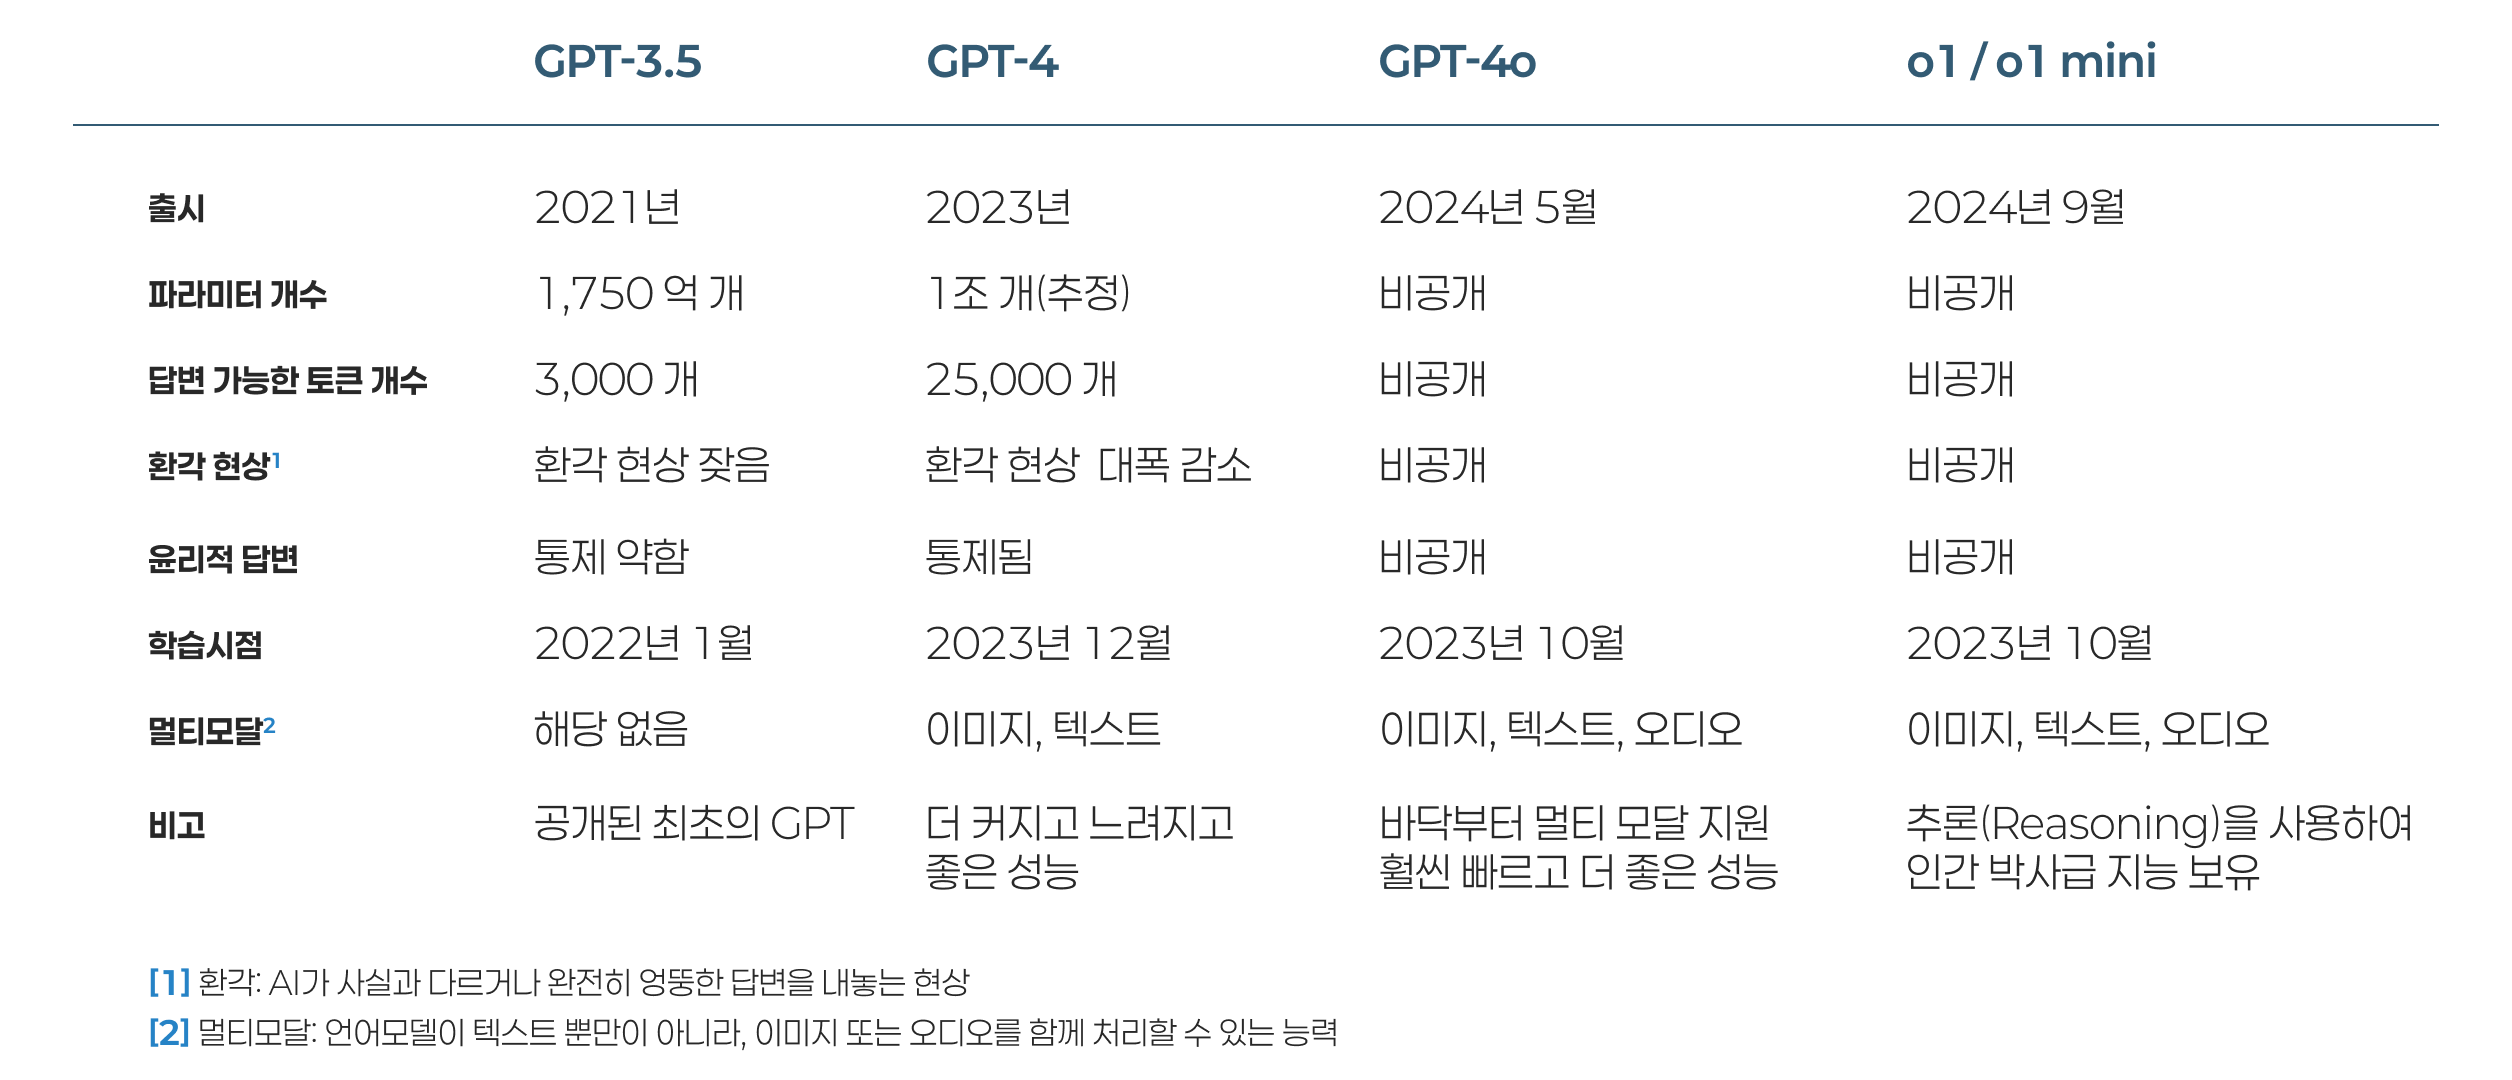 GPT-3.5 GPT-4 GPT-4o o1 / o1 mini
출시 2021년 2023년 2024년 5월 2024년 9월
파라미터 개수 1,750 억 개 1조 개(추정) 비공개 비공개
답변 가능한 토큰 개수 3,000 개 25,000 개 비공개 비공개
환각 현상1 환각 현상 잦음 환각 현상 대폭 감소 비공개 비공개
윤리적 답변 통제 약함 통제됨 비공개 비공개
학습시점 2022년 1월 2023년 12월 2023년 10월 2023년 10월
멀티모달2 해당 없음 이미지, 텍스트 이미지, 텍스트, 오디오 이미지, 텍스트, 오디오
비고 공개된 최초의 GPT 더 커지고 느려지고 바닥부터 멀티 모달 지원 추론(Reasoning)을 사용하여
좋은 성능 훨씬 빠르고 더 좋은 성능 인간 박사급 지능 보유
[1] 환각: AI가 사실과 다르거나 완전히 엉뚱한 답변을 내놓는 현상
[2] 멀티모달: 언어모델이 텍스트 뿐만이 아니라, 이미지 또는 오디오를 함께 처리할 수 있는 능력